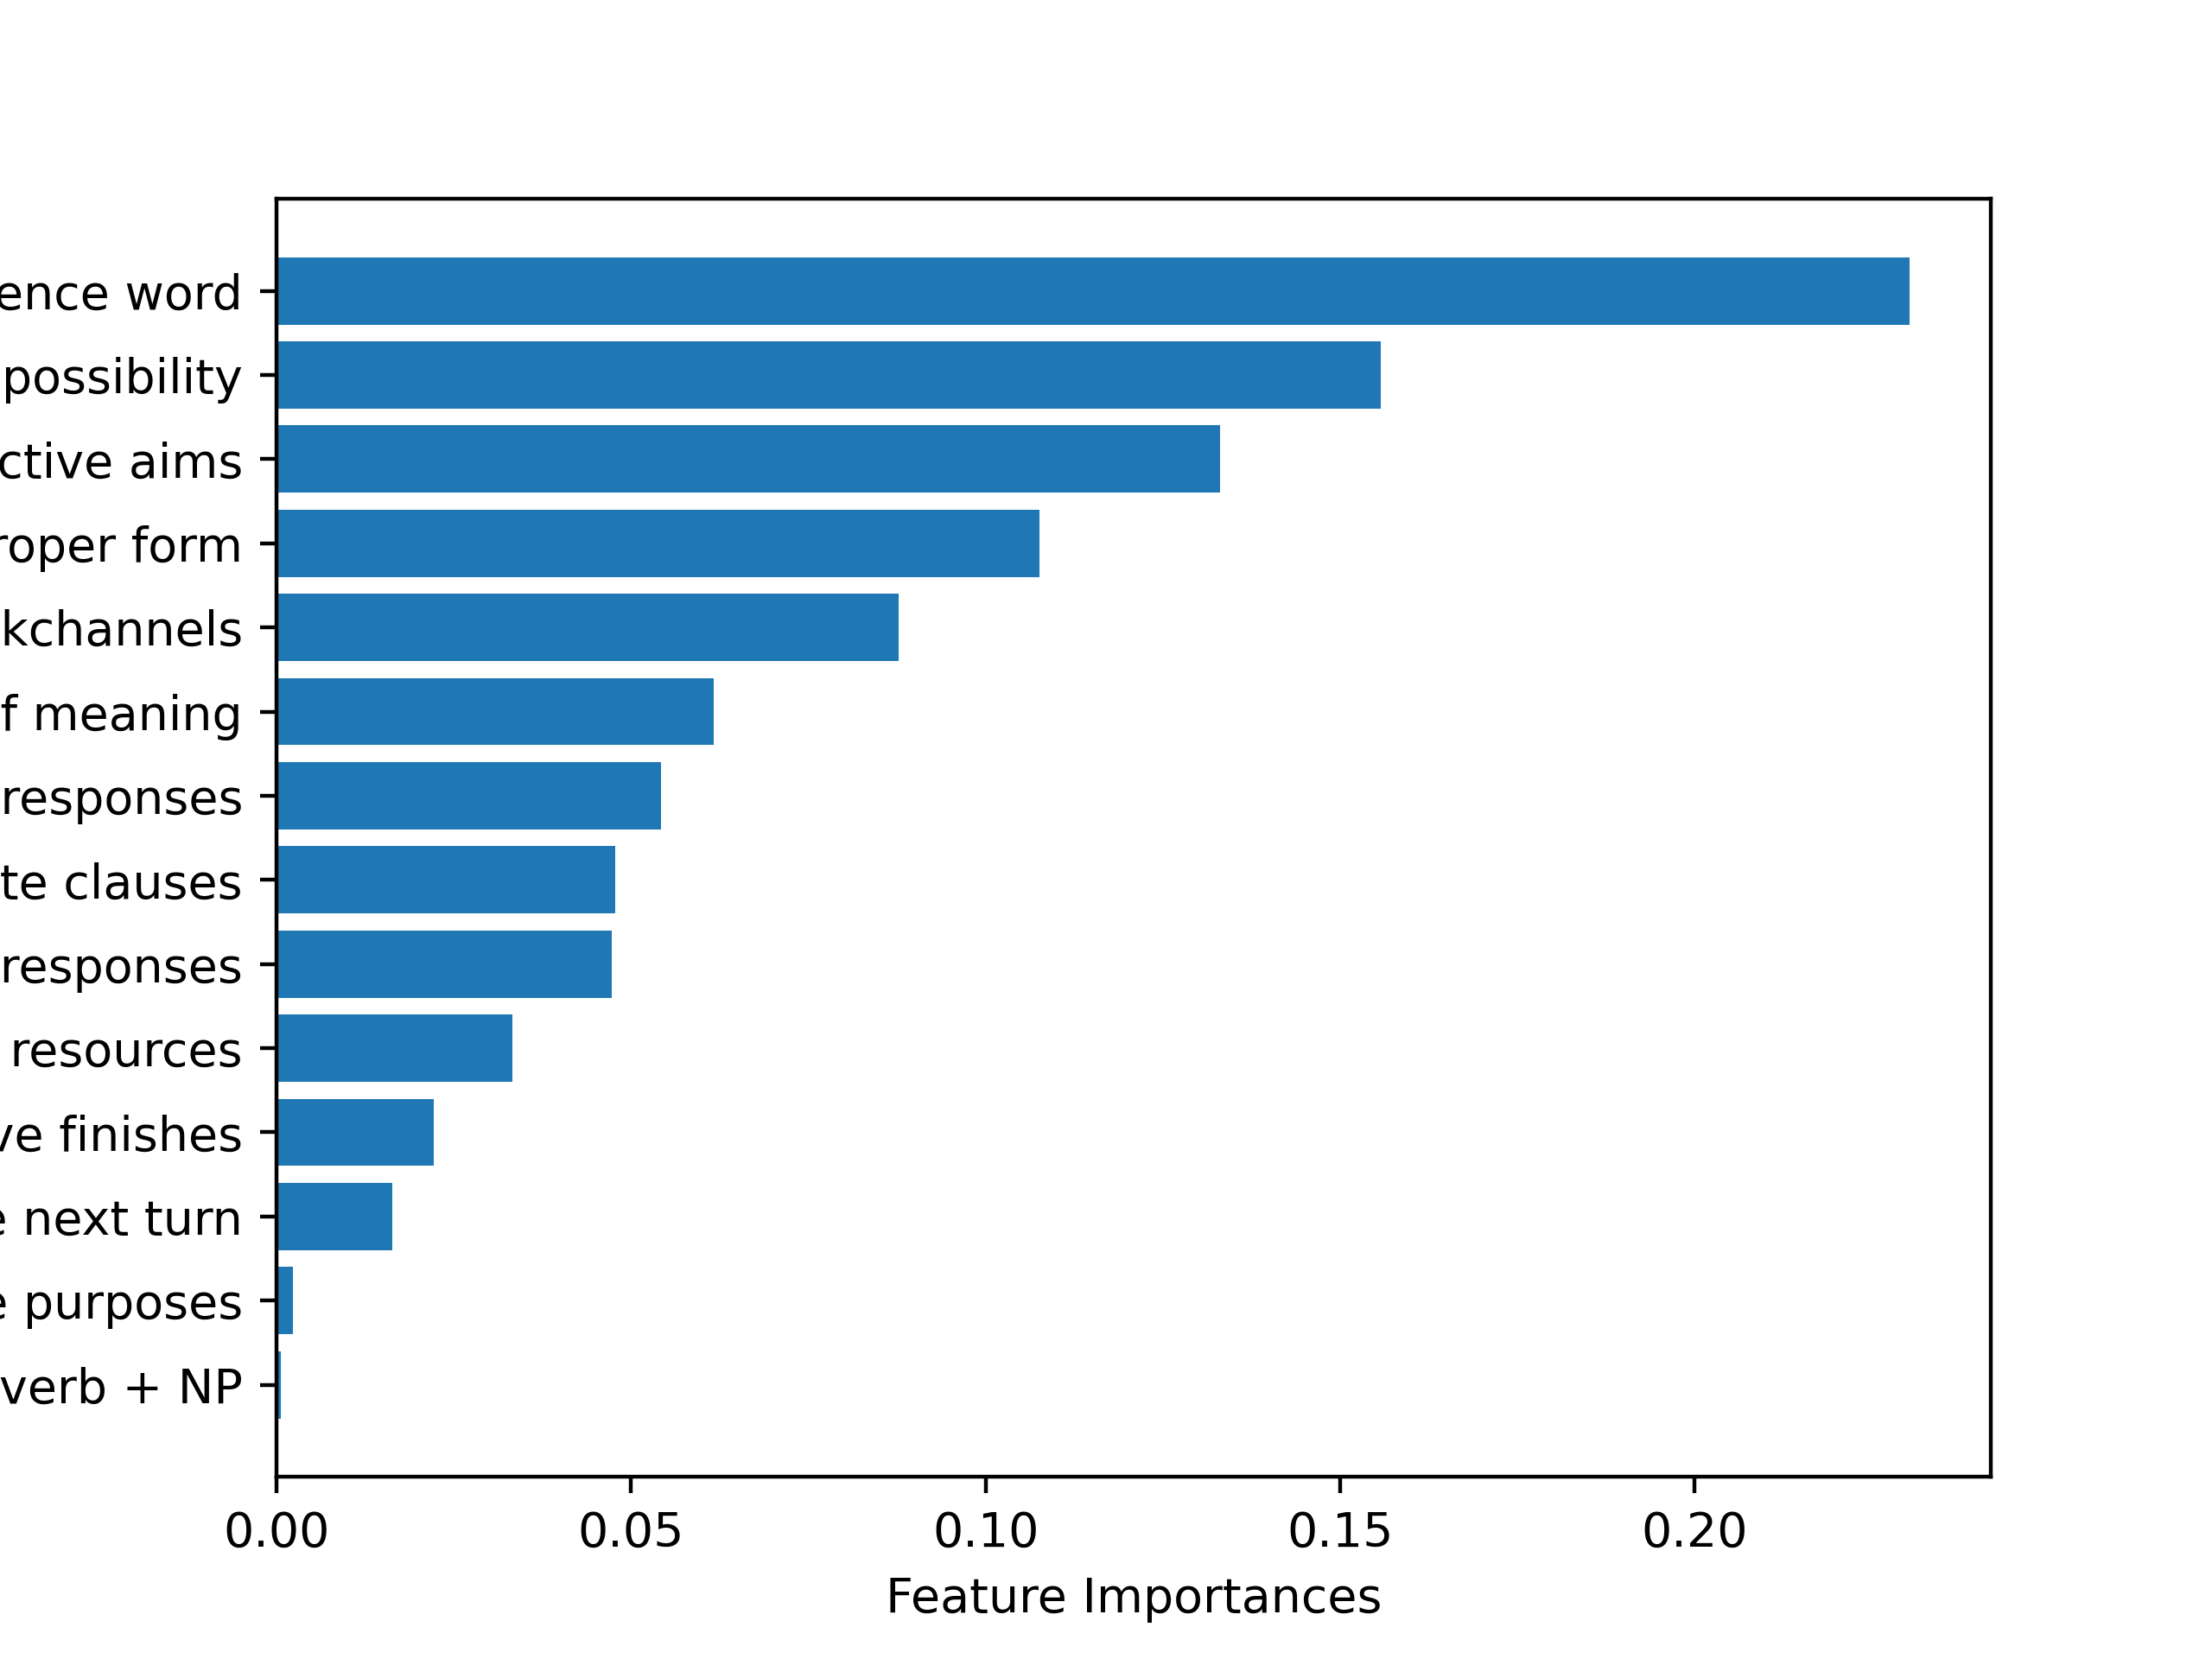 ence word
possibility
ctive aims
roper form
kchannels
f meaning
responses
te clauses
responses
resources
ve finishes
e next turn
e purposes
verb + NP
0.00 0.05 0.10 0.15 0.20
Feature Importances